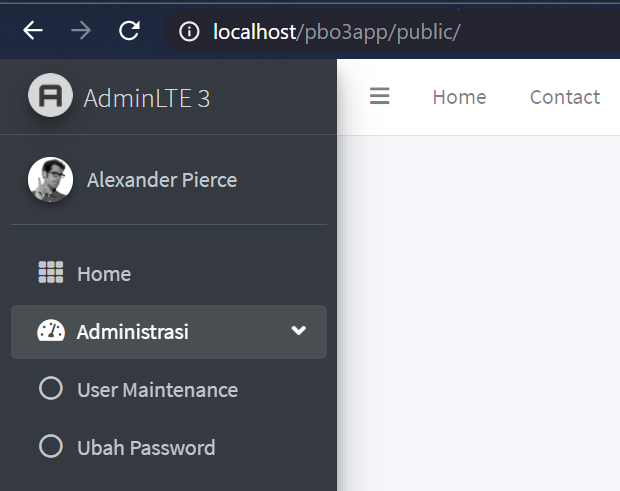 localhost/pbo3app/public/
AdminLTE 3
Home
Contact
Alexander Pierce
Home
Administrasi
User Maintenance
Ubah Password